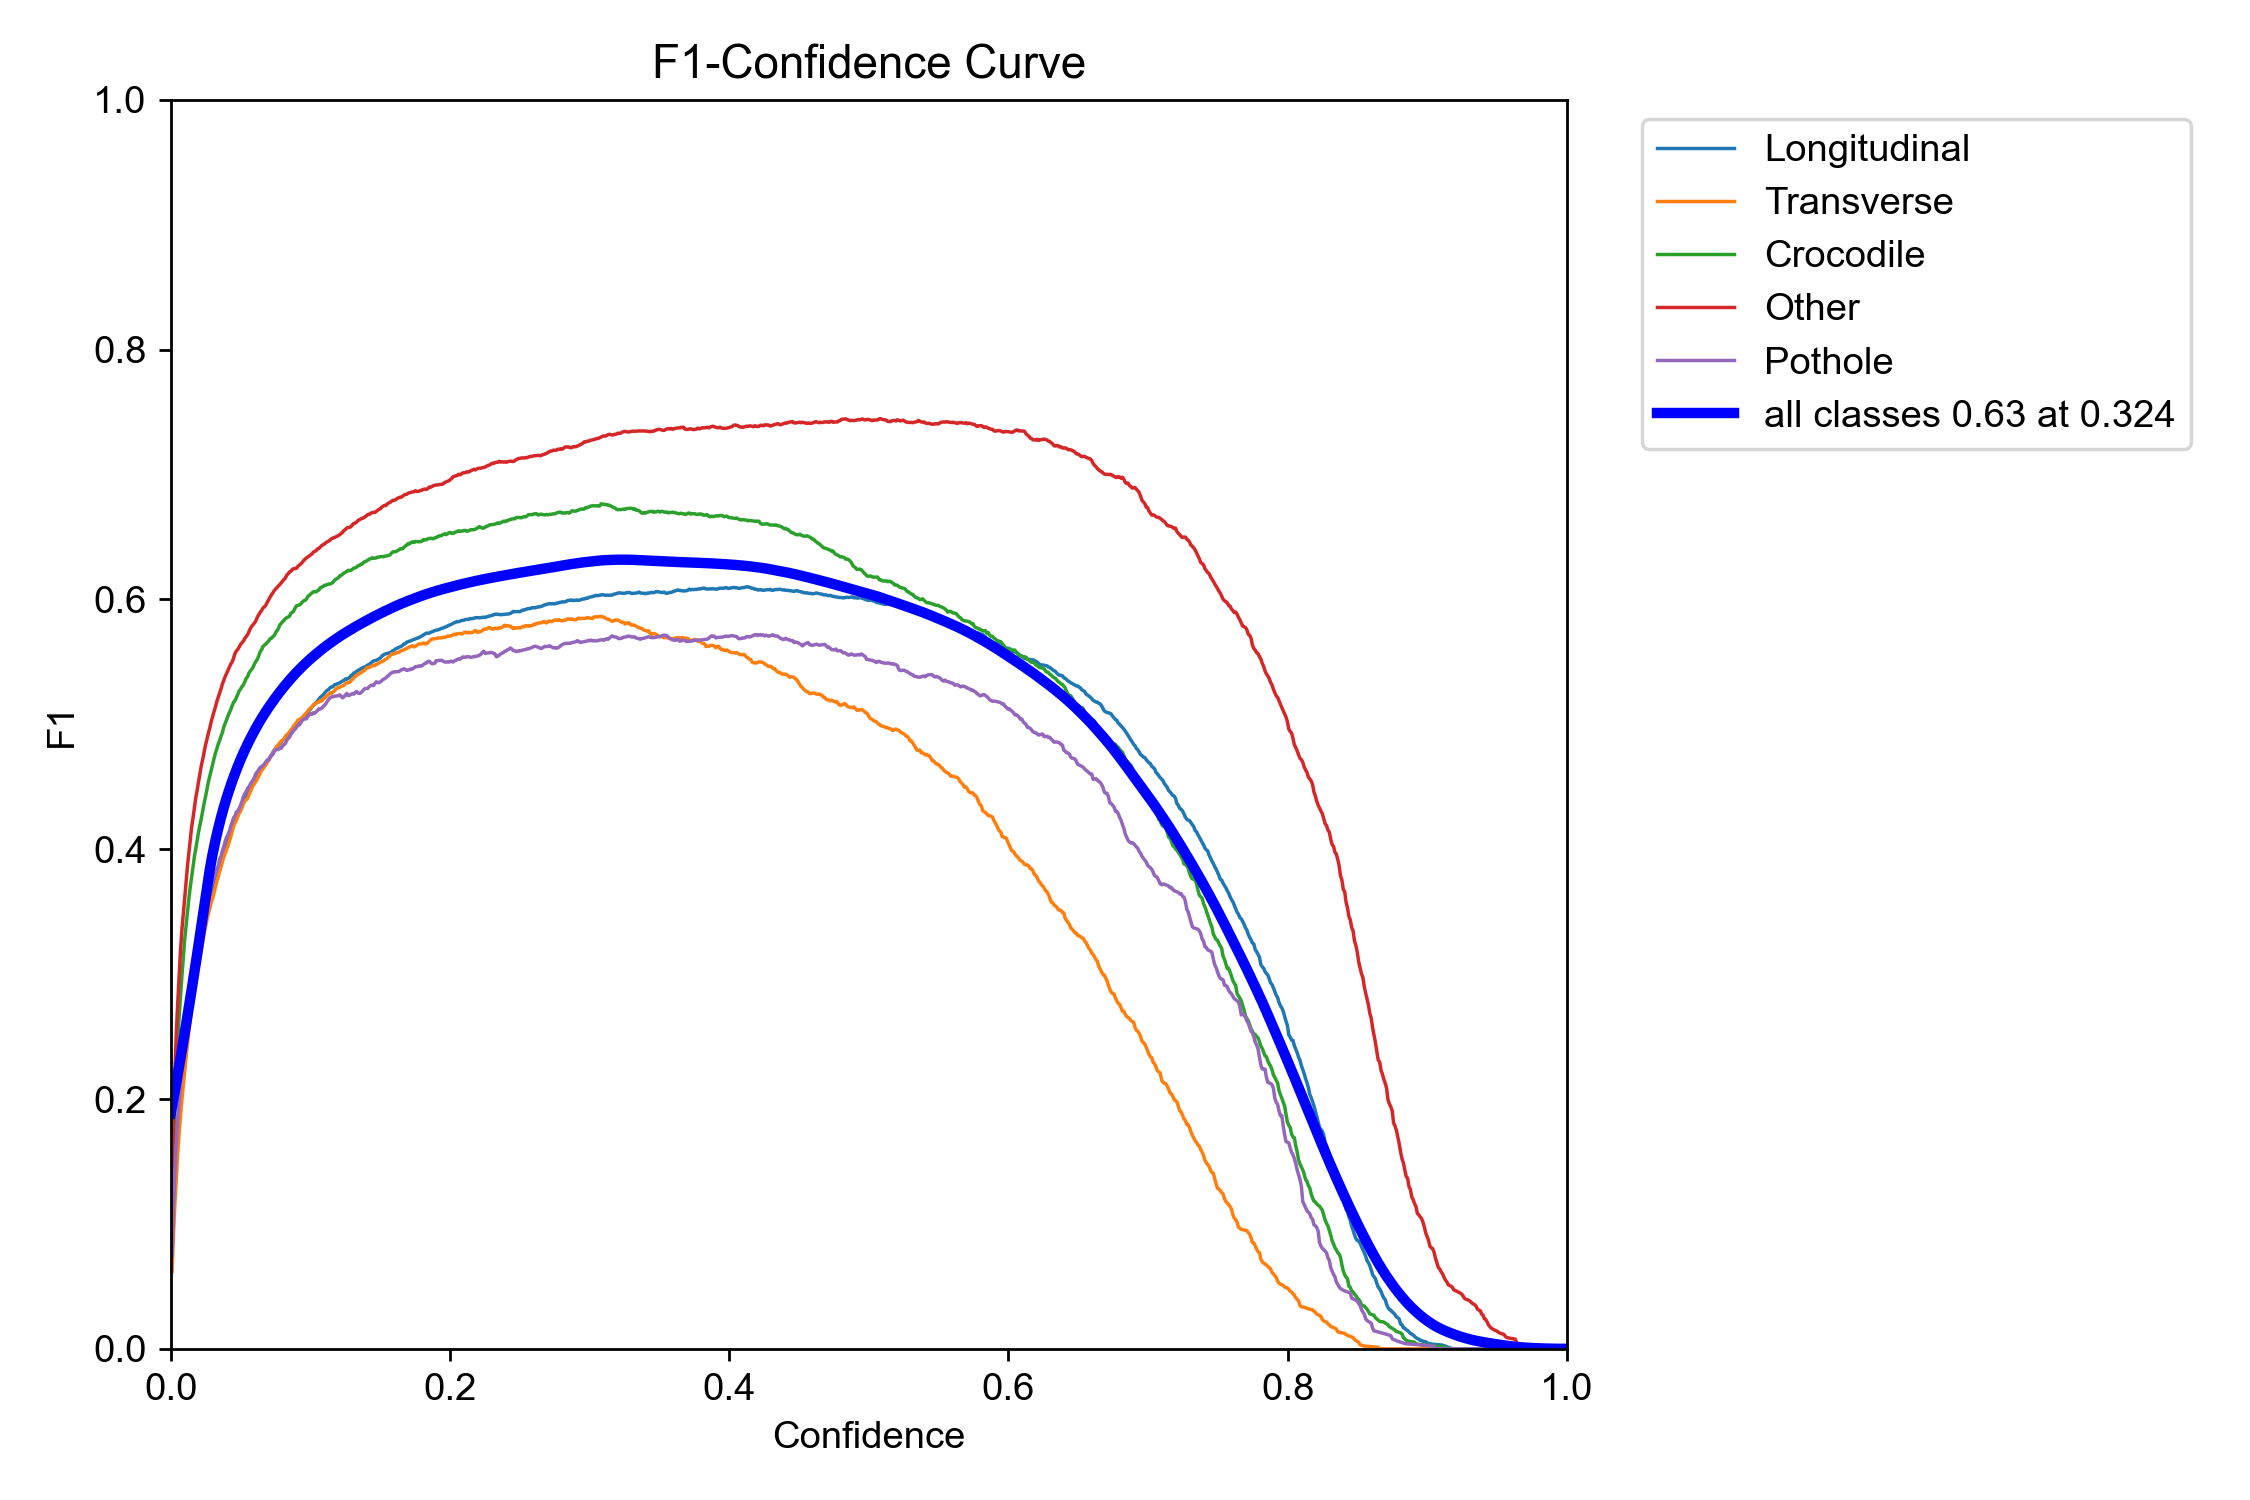 F1-Confidence Curve
1.0
0.8
0.6
0.4
0.2
0.0
F1
0.0 0.2 0.4 0.6 0.8 1.0
Confidence
Longitudinal
Transverse
Crocodile
Other
Pothole
all classes 0.63 at 0.324